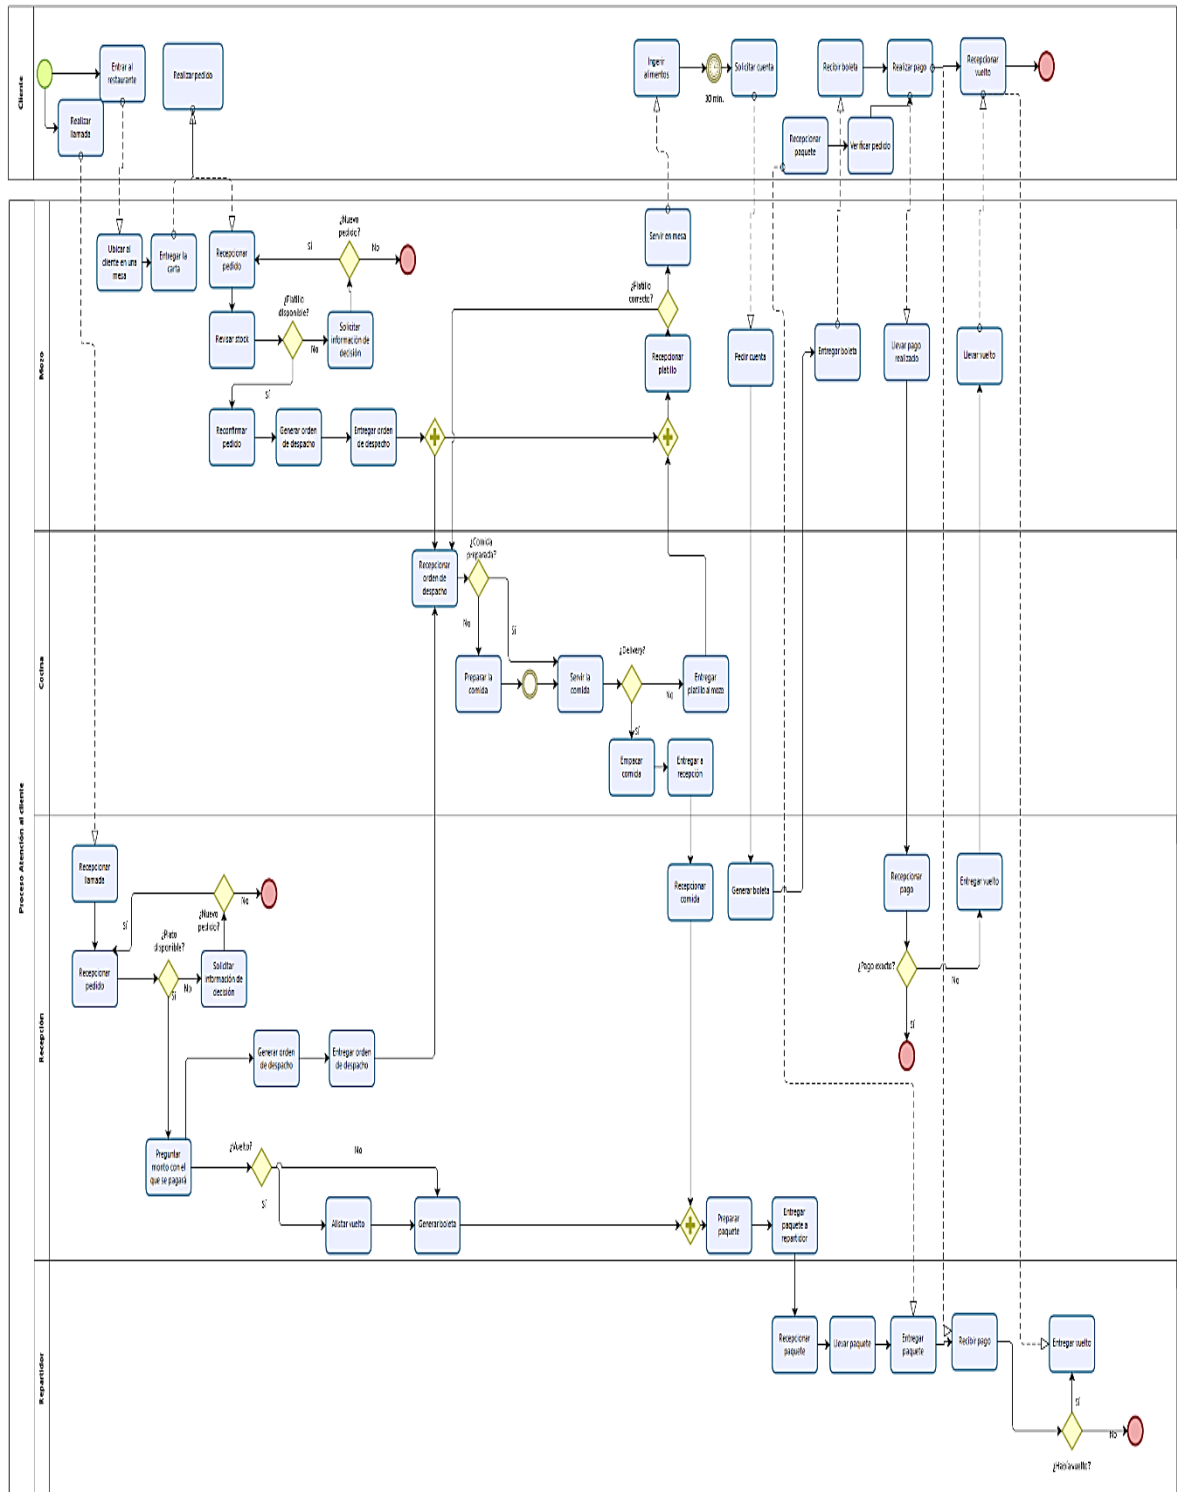 Cliente
Entrar al
restaurante
Realizar
llamada
Realizar pedido
Ingerir
alimentos
30 min.
Solicitar cuenta
Recibir boleta
Realizar pago
Recepcionar
vuelto
Recepcionar
paquete
Verificar pedido
Proceso Atención al cliente
Mozo
Ubicar al
cliente en una
mesa
Entregar la
carta
Recepcionar
pedido
Sí
¿Nuevo
pedido?
No
Revisar stock
¿Platillo
disponible?
No
Solicitar
información de
decisión
Sí
Reconfirmar
pedido
Generar orden
de despacho
Entregar orden
de despacho
Servir en mesa
¿Platillo
correcto?
Recepcionar
platillo
Pedir cuenta
Entregar boleta
Llevar pago
realizado
Llevar vuelto
Cocina
Recepcionar
orden de
despacho
¿Comida
preparada?
No
Sí
Preparar la
comida
Servir la
comida
¿Delivery?
No
Entregar
platillo al mozo
Sí
Empacar
comida
Entregar a
recepción
Recepción
Recepcionar
llamada
Recepcionar
pedido
Sí
¿Plato
disponible?
No
Sí
¿Nuevo
pedido?
No
Solicitar
información de
decisión
Generar orden
de despacho
Entregar orden
de despacho
Preguntar
monto con el
que se pagará
¿Vuelto?
No
Sí
Alistar vuelto
Generar boleta
Recepcionar
comida
Generar boleta
Recepcionar
pago
Entregar vuelto
¿Pago exacto?
No
Sí
Preparar
paquete
Entregar
paquete a
repartidor
Repartidor
Recepcionar
paquete
Llevar paquete
Entregar
paquete
Recibir pago
Entregar vuelto
Sí
No
¿Había vuelto?